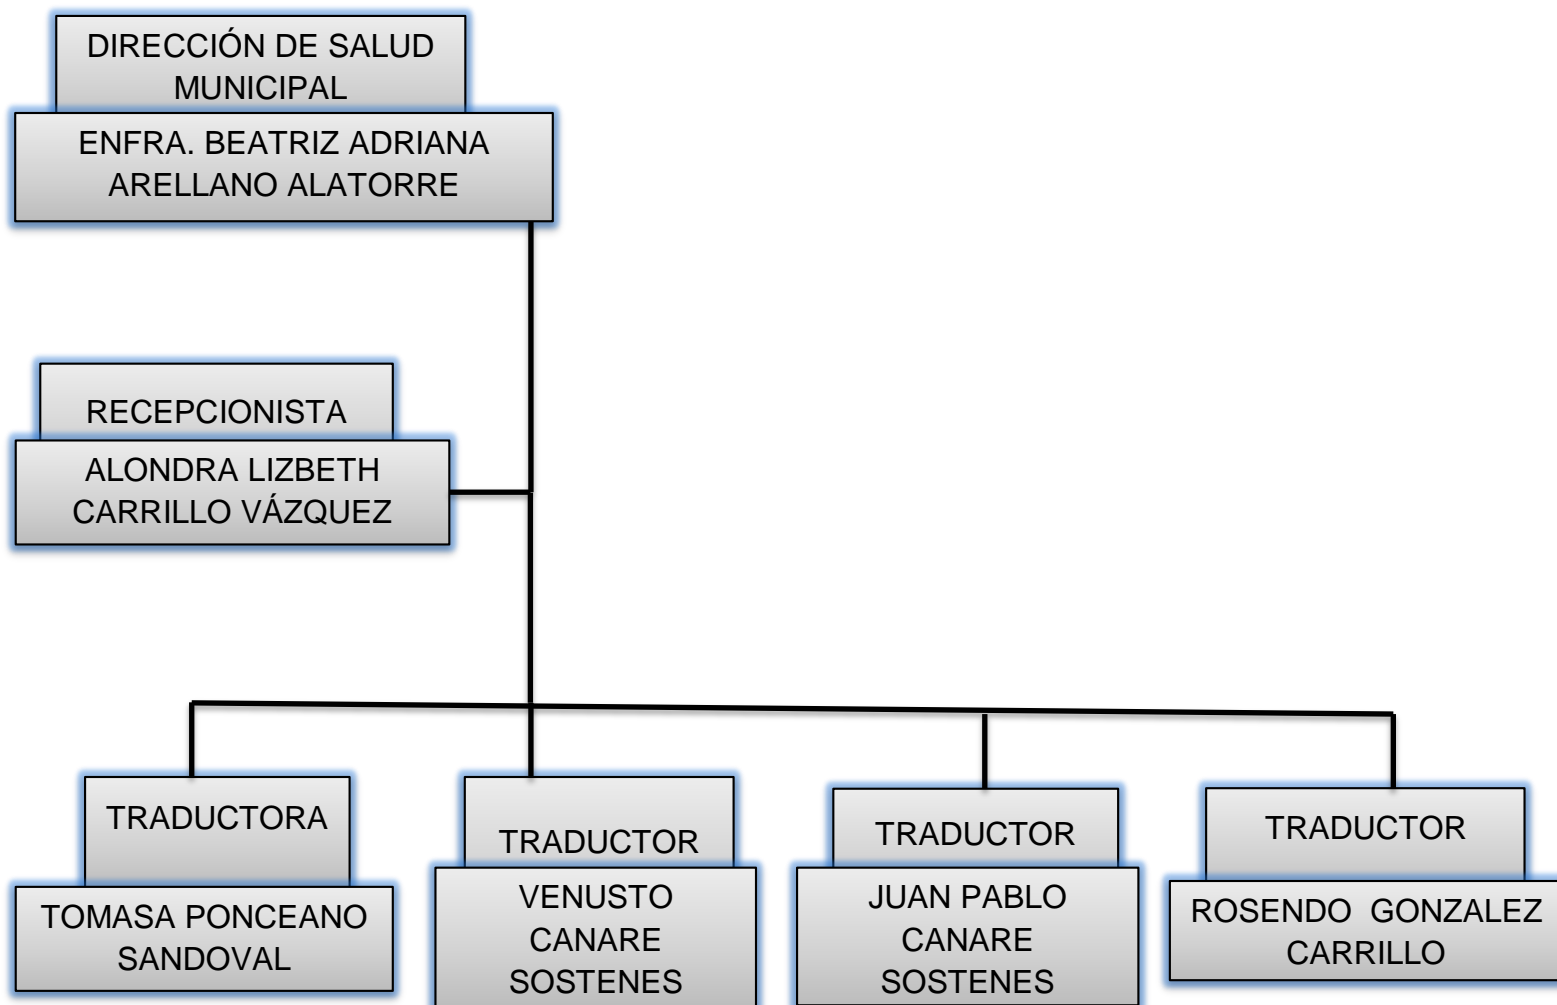 DIRECCIÓN DE SALUD
MUNICIPAL
ENFRA. BEATRIZ ADRIANA
ARELLANO ALATORRE
RECEPCIONISTA
ALONDRA LIZBETH
CARRILLO VÁZQUEZ
TRADUCTORA
TOMASA PONCEANO
SANDOVAL
TRADUCTOR
VENUSTO
CANARE
SOSTENES
TRADUCTOR
JUAN PABLO
CANARE
SOSTENES
TRADUCTOR
ROSENDO  GONZALEZ
CARRILLO